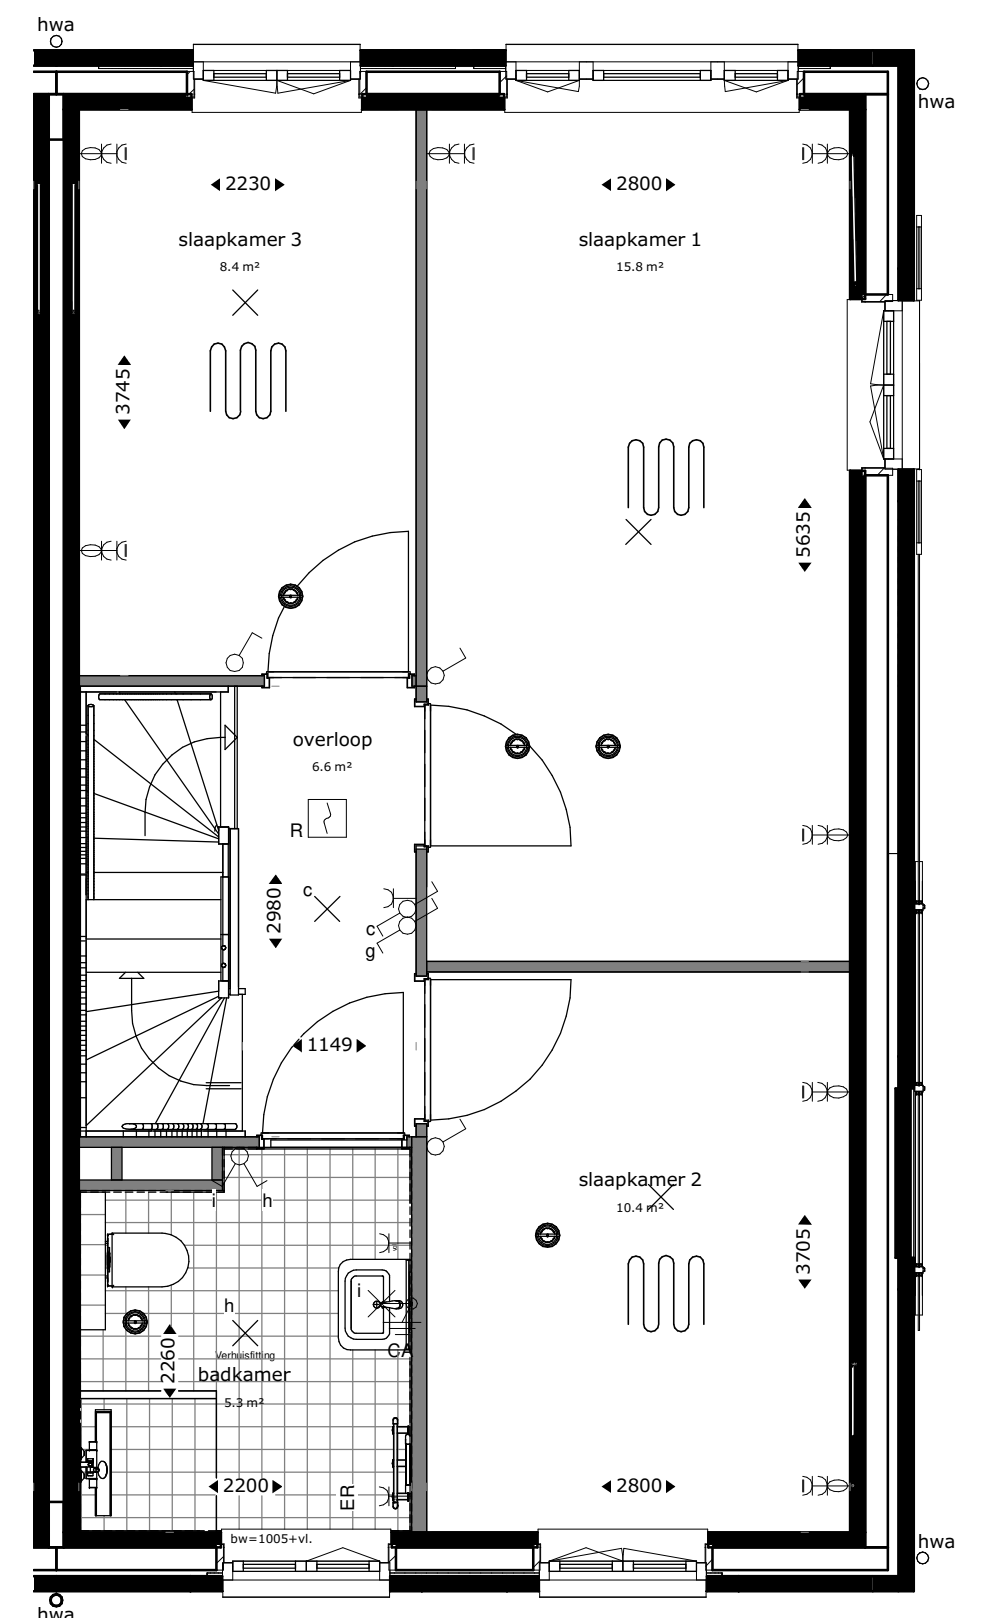 hwa
hwa
2230
2800
slaapkamer 3
8.4 m²
slaapkamer 1
15.8 m²
3745
5635
overloop
6.6 m²
R
c
2980
c
g
1149
slaapkamer 2
10.4 m²
i
h
3705
i
h
Verhuisfitting
CA
2260
badkamer
5.3 m²
2200
ER
2800
bw=1005+vl.
hwa
hwa